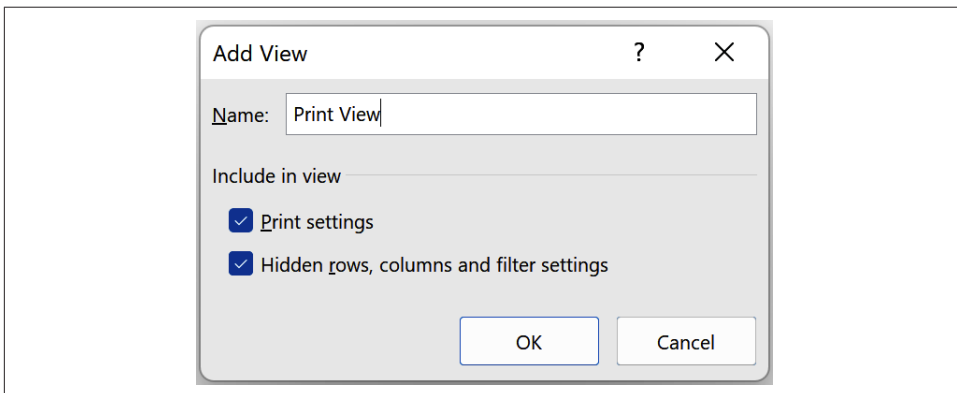 Add View ?
Name: Print View
Include in view
Print settings
Hidden rows, columns and filter settings
OK Cancel